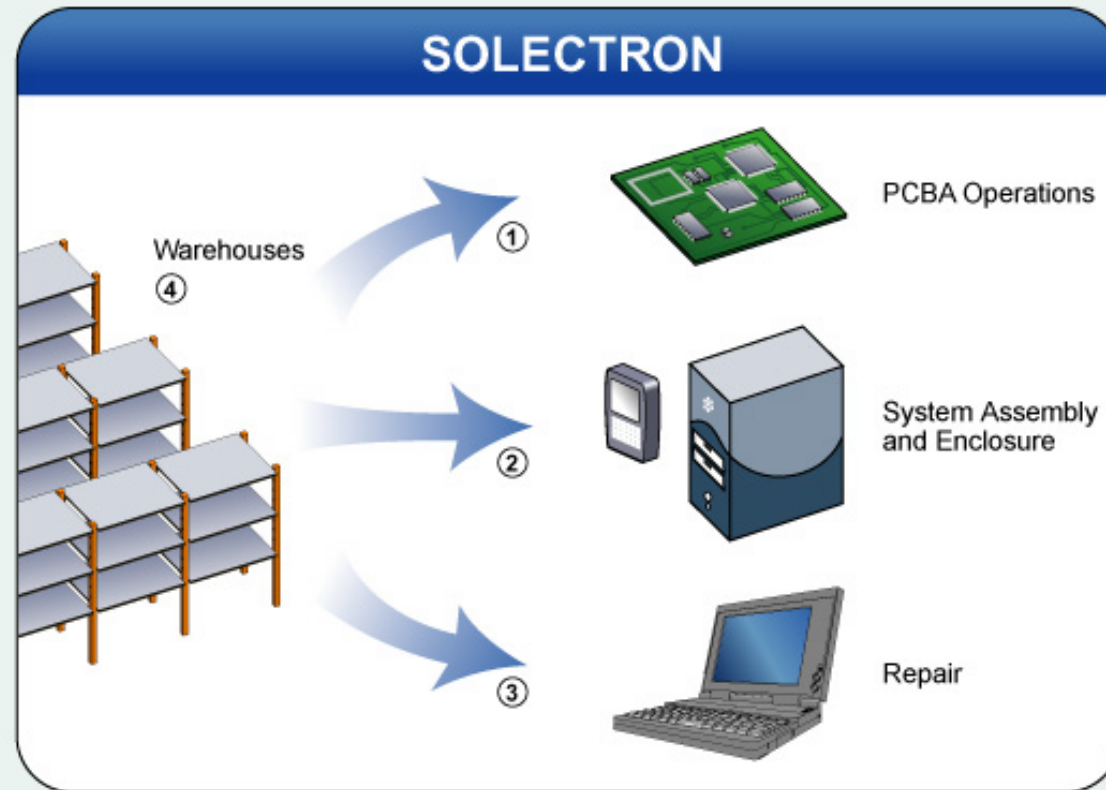 SOLECTRON
Warehouses
④
①
PCBA Operations
②
System Assembly
and Enclosure
③
Repair